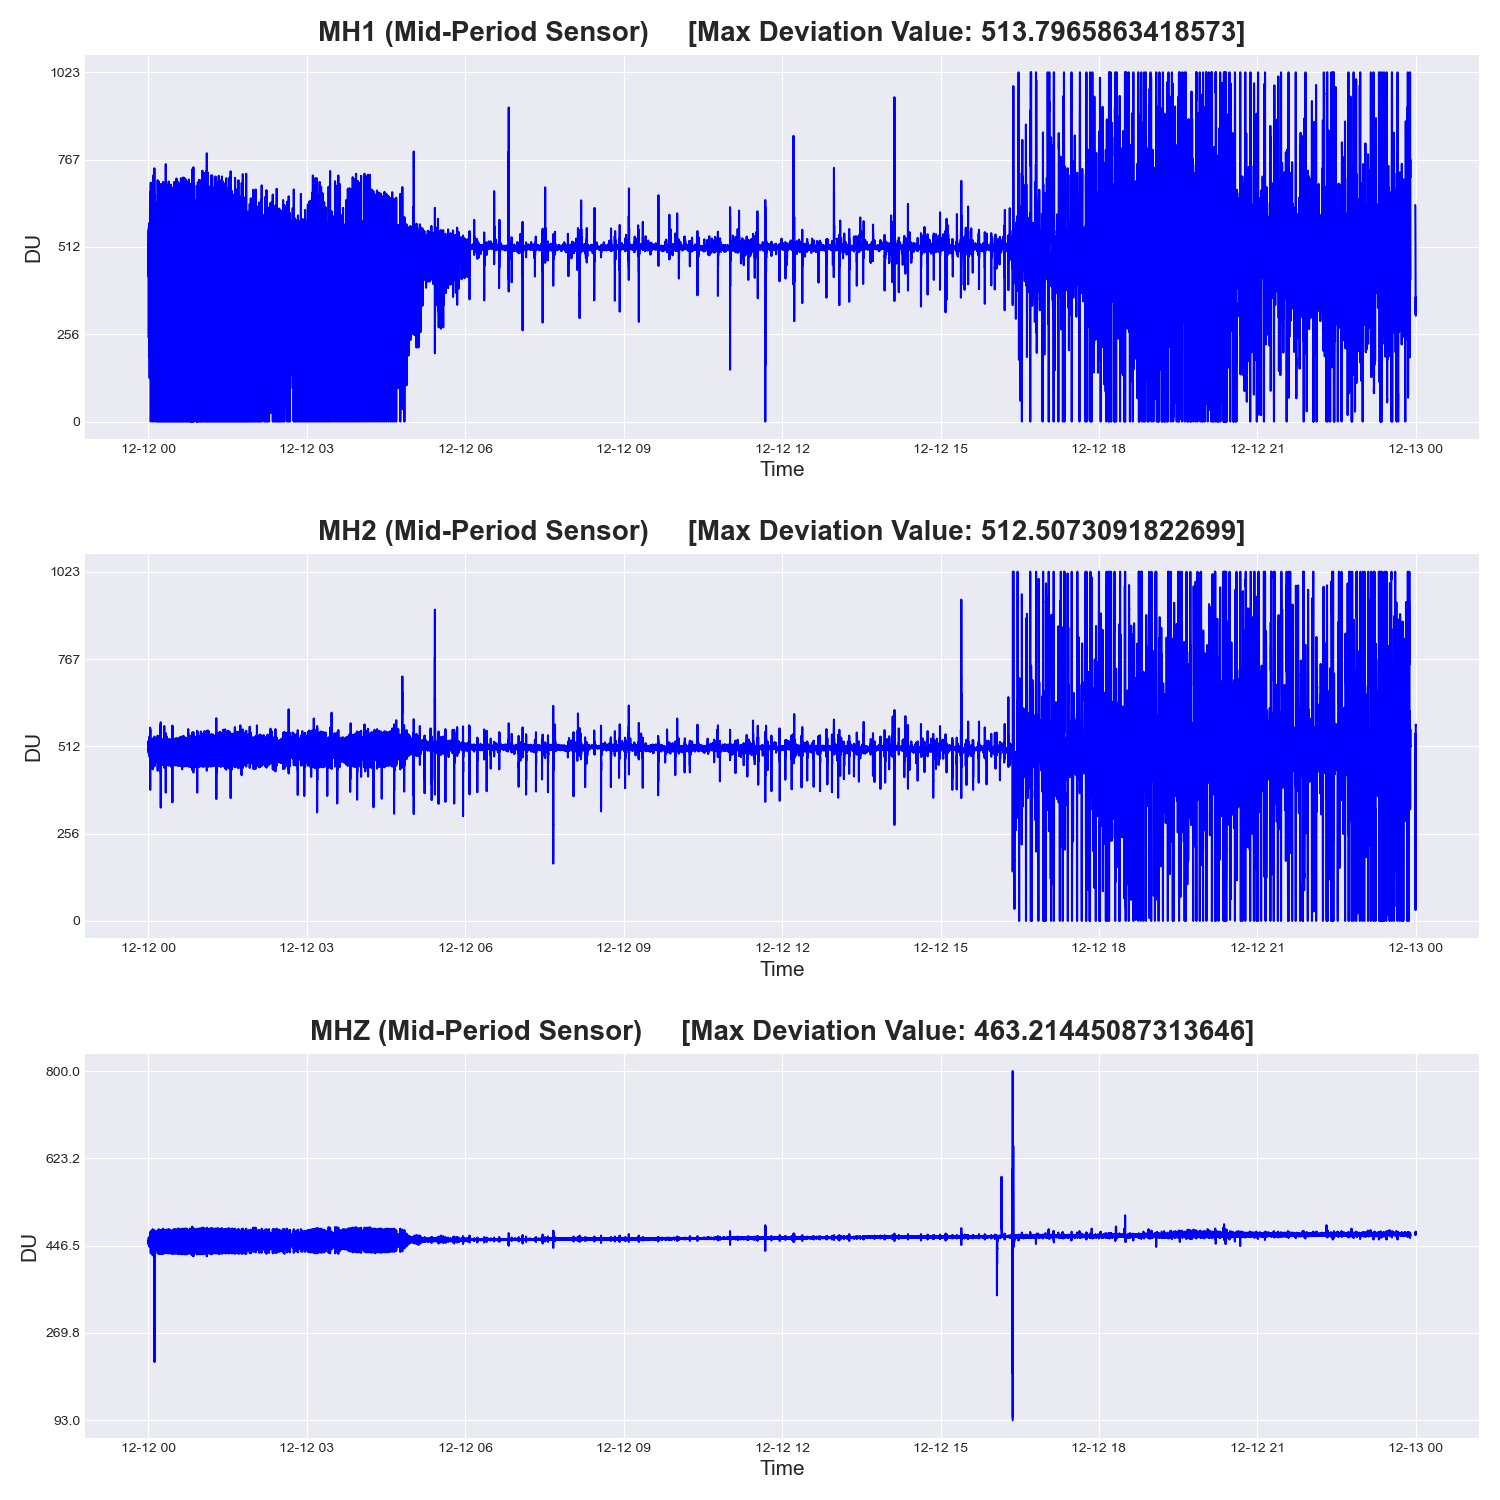 MH1 (Mid-Period Sensor) [Max Deviation Value: 513.7965863418573]
1023
767
512
256
0
DU
12-12 00 12-12 03 12-12 06 12-12 09 12-12 12 12-12 15 12-12 18 12-12 21 12-13 00
Time
MH2 (Mid-Period Sensor) [Max Deviation Value: 512.5073091822699]
1023
767
512
256
0
DU
12-12 00 12-12 03 12-12 06 12-12 09 12-12 12 12-12 15 12-12 18 12-12 21 12-13 00
Time
MHZ (Mid-Period Sensor) [Max Deviation Value: 463.21445087313646]
800.0
623.2
446.5
269.8
93.0
DU
12-12 00 12-12 03 12-12 06 12-12 09 12-12 12 12-12 15 12-12 18 12-12 21 12-13 00
Time